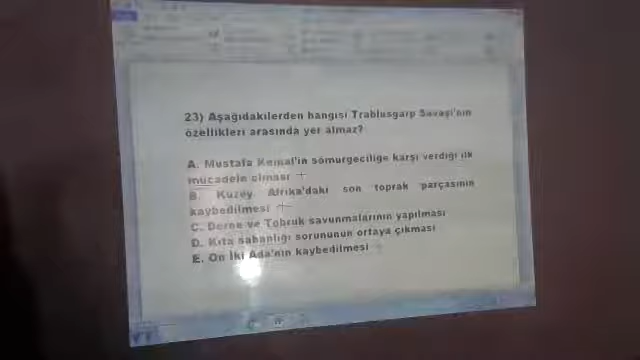 23) Aşağıdakilerden hangisi Trablusgarp Savaşı'nın
özellikleri arasında yer almaz?
A. Mustafa Kemal'in sömürgeciliğe karşı verdiği ilk
mücadele olması +
B. Kuzey Afrika'daki son toprak parçasının
kaybedilmesi +
C. Derne ve Tobruk savunmalarının yapılması
D. Kıta sahanlığı sorununun ortaya çıkması
E. On İki Ada'nın kaybedilmesi